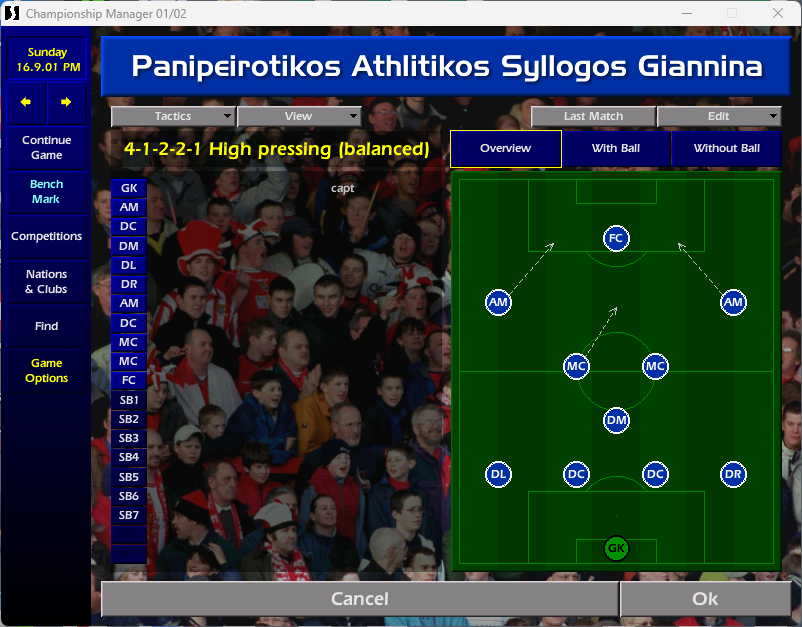 Championship Manager 01/02
Sunday
16.9.01 PM
Continue
Game
Bench
Mark
Competitions
Nations
& Clubs
Find
Game
Options
Panipeirotikos Athlitikos Syllogos Giannina
Tactics
View
Last Match
Edit
4-1-2-2-1 High pressing (balanced)
Overview
With Ball
Without Ball
GK
capt
AM
DC
DM
DL
DR
AM
DC
MC
MC
FC
SB1
SB2
SB3
SB4
SB5
SB6
SB7
FC
AM
AM
MC
MC
DM
DL
DC
DC
DR
GK
Cancel
Ok